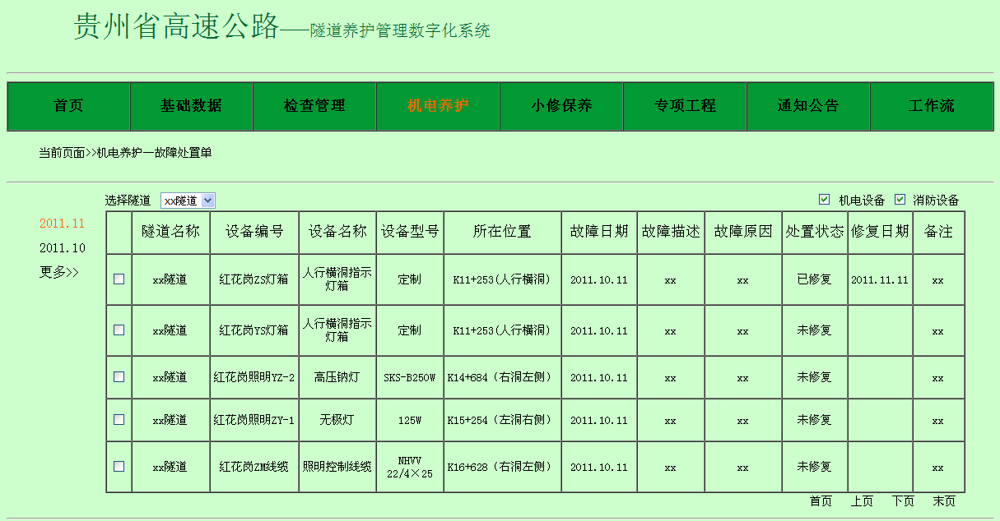 贵州省高速公路——隧道养护管理数字化系统
首页 基础数据 检查管理 机电养护 小修保养 专项工程 通知公告 工作流
当前页面>>机电养护—故障处置单
选择隧道 xx隧道 机电设备 消防设备
2011.11
2011.10
更多>>
隧道名称 设备编号 设备名称 设备型号 所在位置 故障日期 故障描述 故障原因 处置状态 修复日期 备注
xx隧道 红花岗ZS灯箱 人行横洞指示灯箱 定制 K11+253(人行横洞) 2011.10.11 xx xx 已修复 2011.11.11 xx
xx隧道 红花岗YS灯箱 人行横洞指示灯箱 定制 K11+253(人行横洞) 2011.10.11 xx xx 未修复 xx
xx隧道 红花岗照明YZ-2 高压钠灯 SKS-B250W K14+684（右洞左侧） 2011.10.11 xx xx 未修复 xx
xx隧道 红花岗照明ZY-1 无极灯 125W K15+254（左洞右侧） 2011.10.11 xx xx 未修复 xx
xx隧道 红花岗ZM线缆 照明控制线缆 NHVV 22/4×25 K16+628（右洞左侧） 2011.10.11 xx xx 未修复 xx
首页 上页 下页 末页